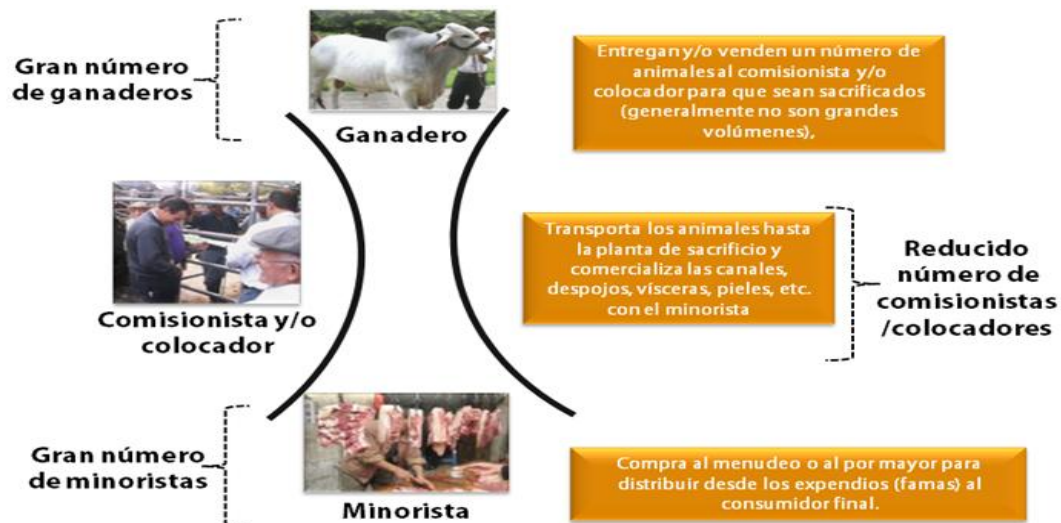 Gran número
de ganaderos
Ganadero
Entregan y/o venden un número de
animales al comisionista y/o
colocador para que sean sacrificados
(generalmente no son grandes
volúmenes),
Comisionista y/o
colocador
Transporta los animales hasta
la planta de sacrificio y
comercializa las canales,
despojos, vísceras, pieles, etc.
con el minorista
Reducido
número de
comisionistas
/colocadores
Gran número
de minoristas
Minorista
Compra al menudeo o al por mayor para
distribuir desde los expendios (famas) al
consumidor final.